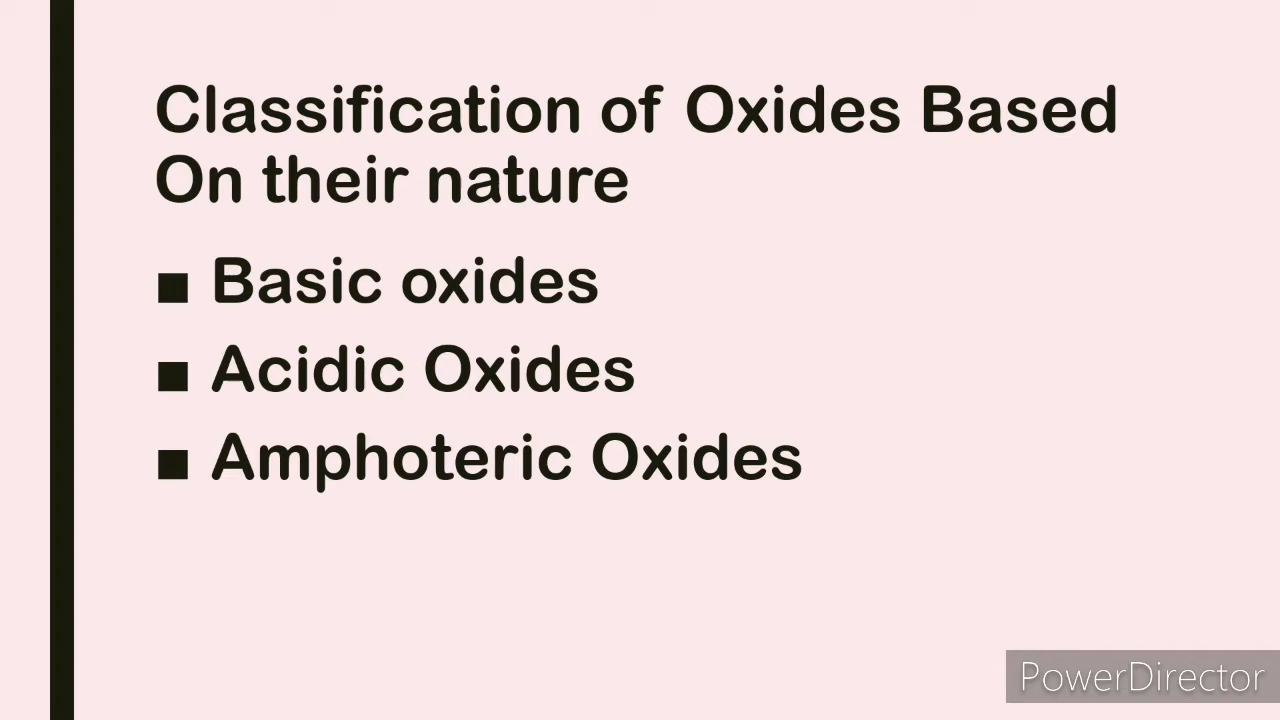 Classification of Oxides Based
On their nature
■ Basic oxides
■ Acidic Oxides
■ Amphoteric Oxides
PowerDirector